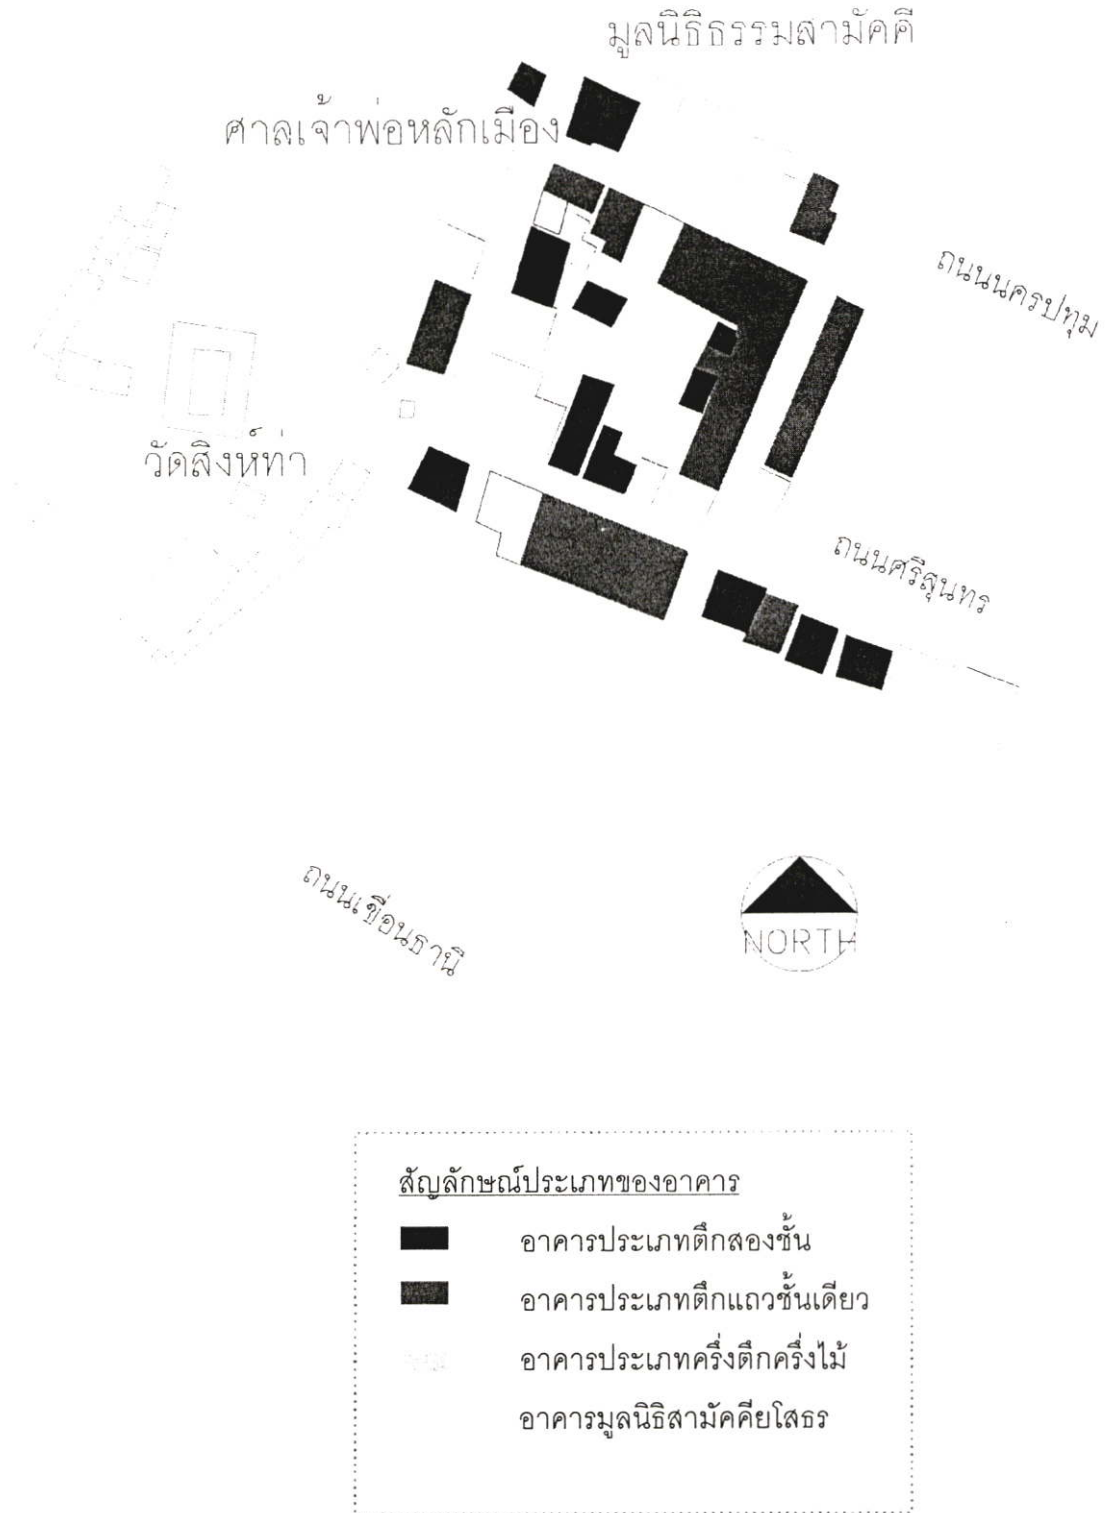 มูลนิธิธรรมสามัคคี
ศาลเจ้าพ่อหลักเมือง
ถนนนครปทุม
วัดสิงห์ท่า
ถนนศรีสุนทร
ถนนเขื่อนธานี
NORTH
สัญลักษณ์ประเภทของอาคาร
อาคารประเภทตึกสองชั้น
อาคารประเภทตึกแถวชั้นเดียว
อาคารประเภทครึ่งตึกครึ่งไม้
อาคารมูลนิธิสามัคคียโสธร